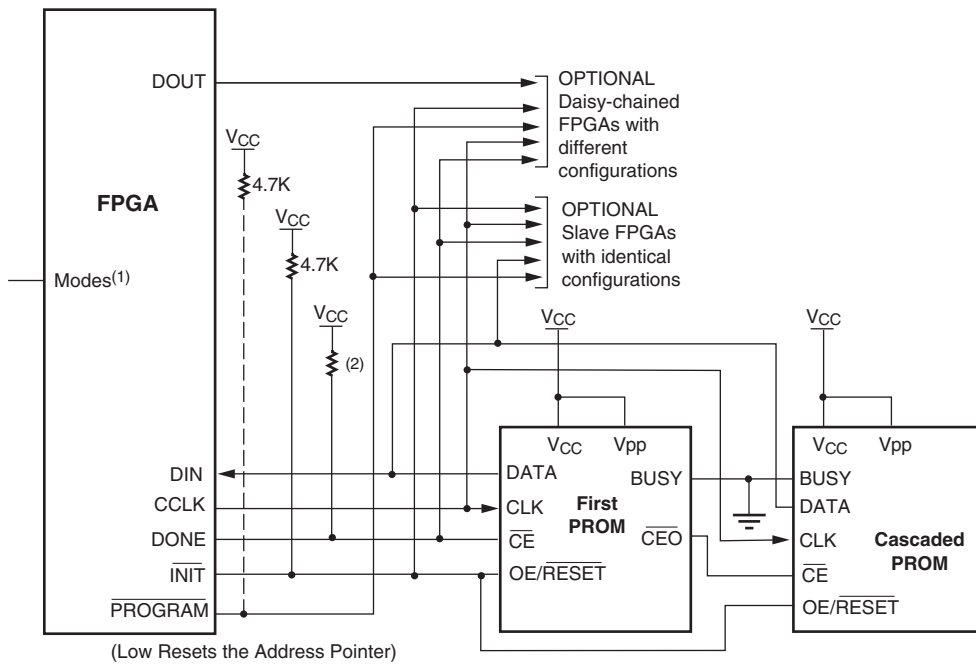 DOUT
OPTIONAL
Daisy-chained
FPGAs with
different
configurations
VCC
4.7K
FPGA
VCC
4.7K
OPTIONAL
Slave FPGAs
with identical
configurations
Modes(1)
VCC
(2)
VCC
VCC
VCC
Vpp
VCC
Vpp
DIN
DATA
BUSY
BUSY
CCLK
CLK
First
PROM
DATA
DONE
CE
CEO
CLK
Cascaded
PROM
INIT
OE/RESET
CE
PROGRAM
OE/RESET
(Low Resets the Address Pointer)